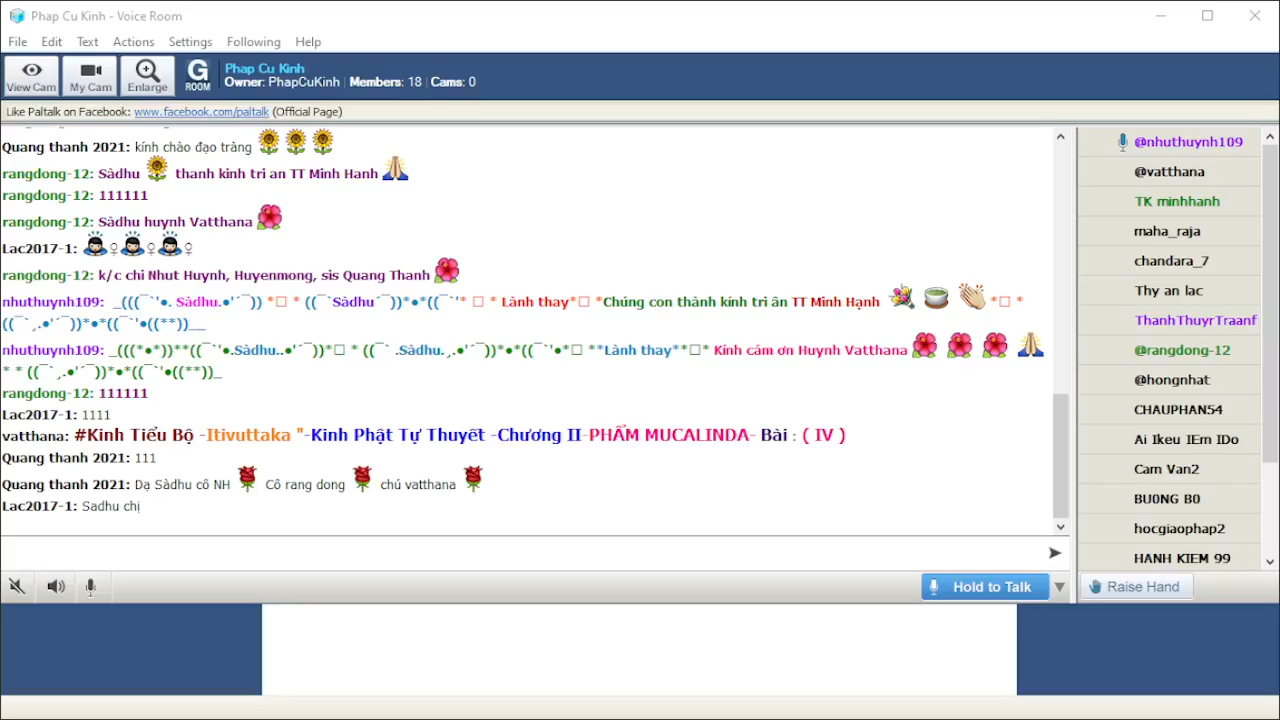 Phap Cu Kinh - Voice Room
File Edit Text Actions Settings Following Help
View Cam My Cam Enlarge G ROOM
Phap Cu Kinh
Owner: PhapCuKinh | Members: 18 | Cams: 0
Like Paltalk on Facebook: www.facebook.com/paltalk (Official Page)
Quang thanh 2021: kính chào đạo tràng 🌻🌻🌻
rangdong-12: Sàdhu 🌻 thanh kinh tri an TT Minh Hanh 🙏
rangdong-12: 111111
rangdong-12: Sàdhu huynh Vatthana 🌺
Lac2017-1: 🙇♀🙇♀🙇♀
rangdong-12: k/c chi Nhut Huynh, Huyenmong, sis Quang Thanh 🌺
nhuthuynh109: _(((¯`'●. Sàdhu.●'´¯)) *□ * ((¯`Sàdhu´¯))*●*((¯`'* □ * Lành thay*□ *Chúng con thành kính tri ân TT Minh Hạnh 💐 🍵 👏 *□ *
((¯`¸.●'´¯))*●*((¯`'●((**))__
nhuthuynh109: _(((*●*))**((¯`'●.Sàdhu..●'´¯))*□ * ((¯` .Sàdhu.¸.●'´¯))*●*((¯`'●*□ **Lành thay**□* Kính cám ơn Huynh Vatthana 🌺 🌺 🌺 🙏
* * ((¯`¸.●'´¯))*●*((¯`'●((**))_
rangdong-12: 111111
Lac2017-1: 1111
vatthana: #Kinh Tiểu Bộ -Itivuttaka "-Kinh Phật Tự Thuyết -Chương II-PHẨM MUCALINDA- Bài : ( IV )
Quang thanh 2021: 111
Quang thanh 2021: Dạ Sàdhu cô NH 🌹 Cô rang dong 🌹 chú vatthana 🌹
Lac2017-1: Sadhu chị
Hold to Talk
@nhuthuynh109
@vatthana
TK minhhanh
maha_raja
chandara_7
Thy an lac
ThanhThuyrTraanf
@rangdong-12
@hongnhat
CHAUPHAN54
Ai Ikeu IEm IDo
Cam Van2
BU0NG B0
hocgiaophap2
HANH KIEM 99
Raise Hand